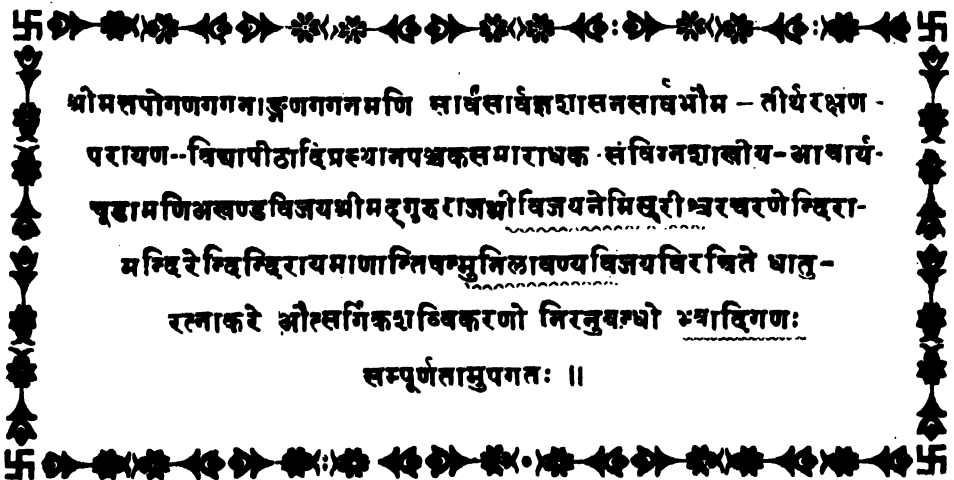 श्रीमत्तपोगणगगनाङ्गणगगनमणि सार्वसार्वज्ञशासनसार्वभौम – तीर्थरक्षण -
परायण--विद्यापीठादिप्रस्थानपञ्चकसमाराधक संविग्नशाखीय-आचार्य-
चूडामणिअखण्डविजयश्रीमद्गुरुराजश्रीविजयनेमिसूरीश्वरचरणेन्दिरा-
मन्दिरेन्दिन्दिरायमाणान्तिषन्मुनिलावण्यविजयविरचिते धातु-
रत्नाकरे औत्सर्गिकशव्विकरणो निरनुबन्धो भ्वादिगणः
सम्पूर्णतामुपगतः ॥